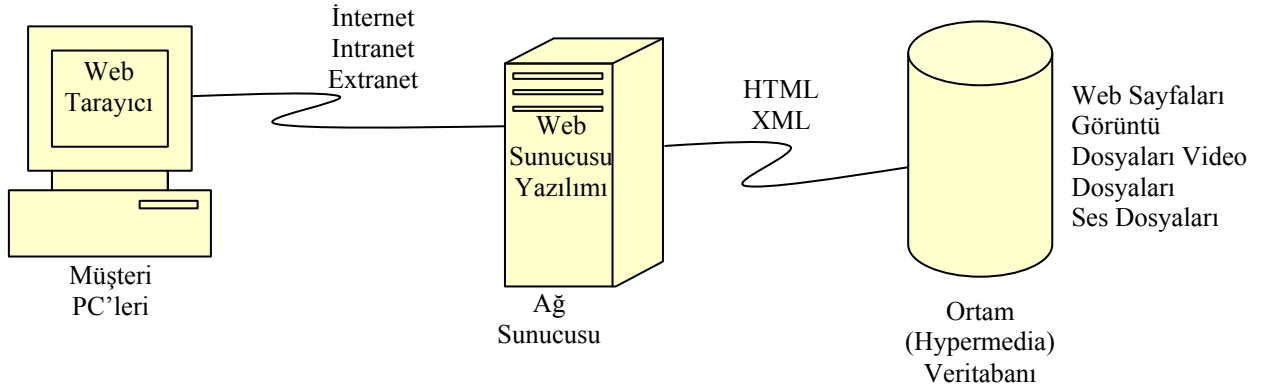 Web
Tarayıcı
Müşteri
PC’leri
İnternet
Intranet
Extranet
Web
Sunucusu
Yazılımı
Ağ
Sunucusu
HTML
XML
Web Sayfaları
Görüntü
Dosyaları Video
Dosyaları
Ses Dosyaları
Ortam
(Hypermedia)
Veritabanı